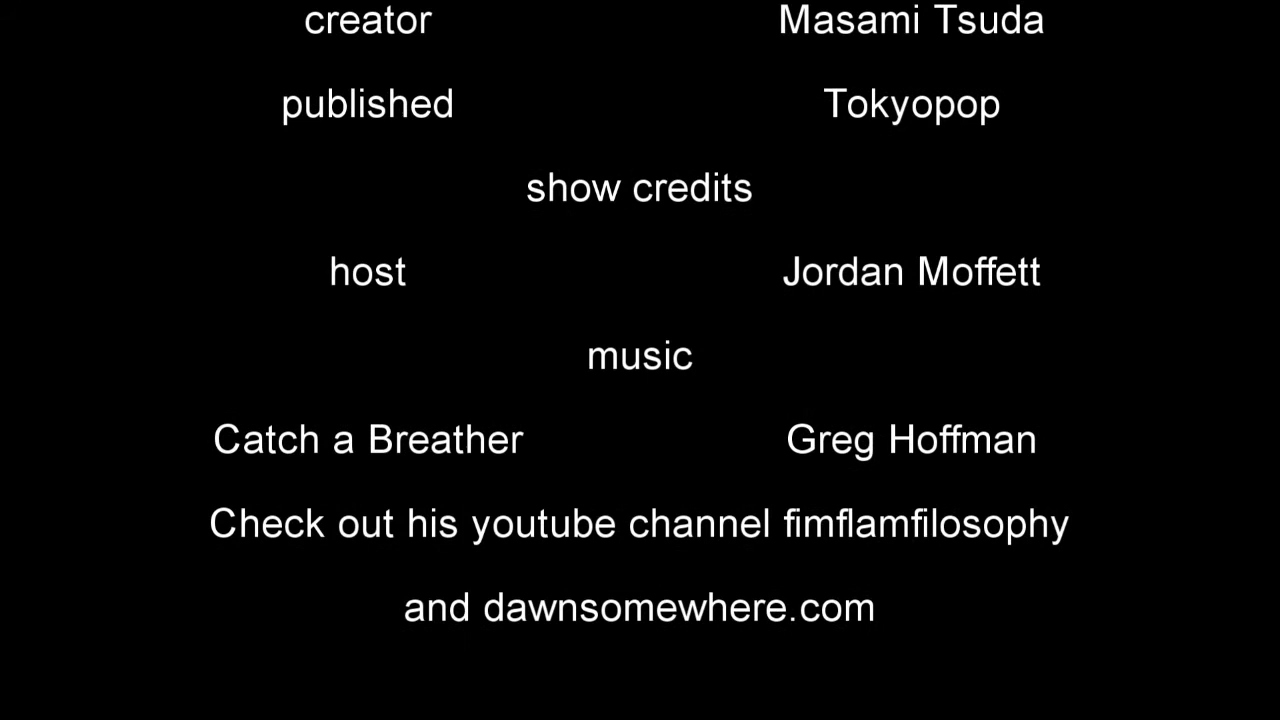 creator Masami Tsuda
published Tokyopop
show credits
host Jordan Moffett
music
Catch a Breather Greg Hoffman
Check out his youtube channel fimflamfilosophy
and dawnsomewhere.com